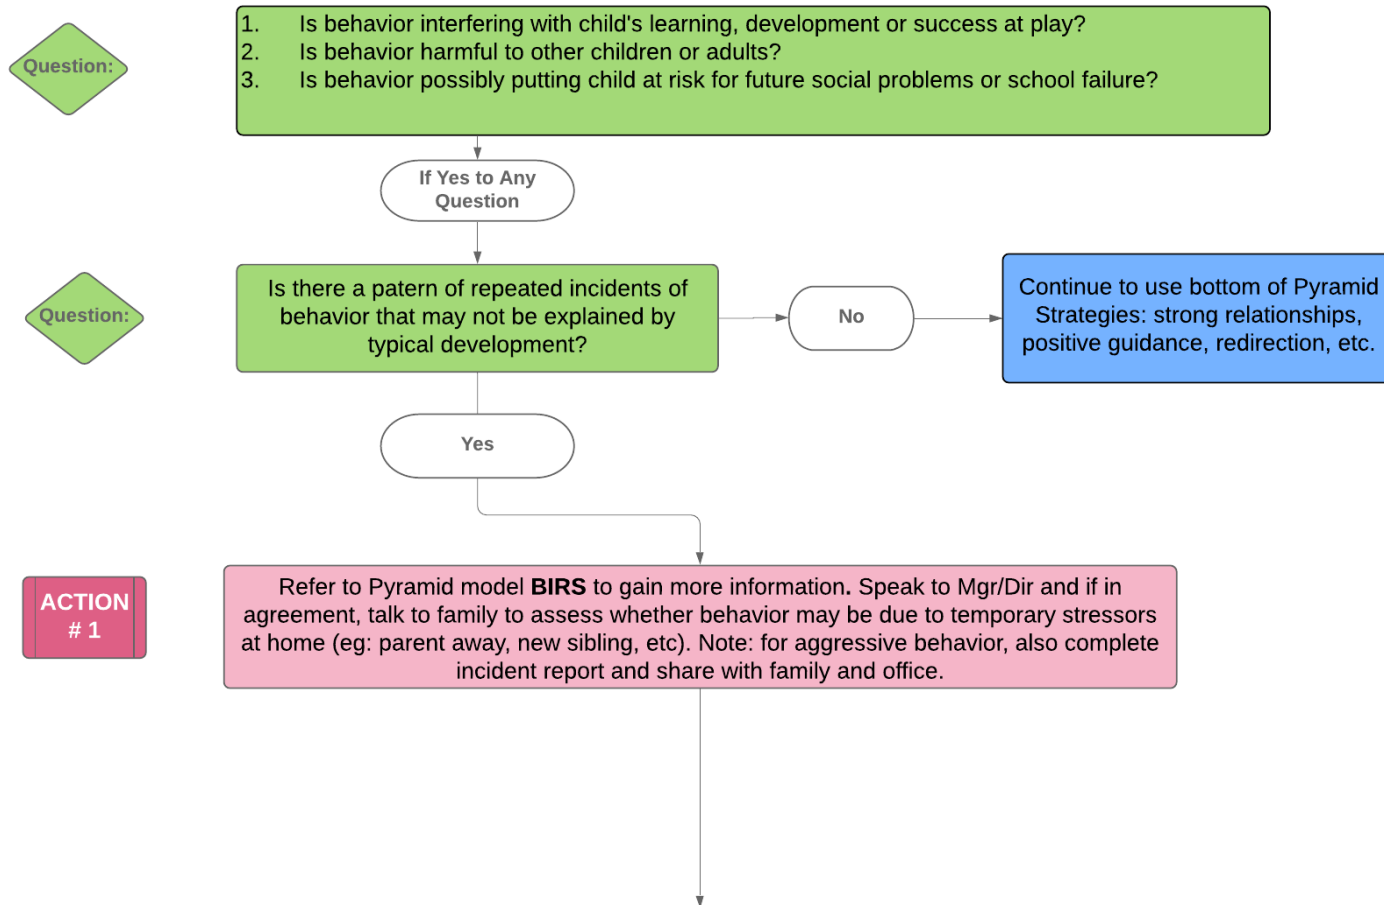 Question:
1. Is behavior interfering with child's learning, development or success at play?
2. Is behavior harmful to other children or adults?
3. Is behavior possibly putting child at risk for future social problems or school failure?
If Yes to Any
Question
Question:
Is there a patern of repeated incidents of
behavior that may not be explained by
typical development?
No
Continue to use bottom of Pyramid
Strategies: strong relationships,
positive guidance, redirection, etc.
Yes
ACTION
# 1
Refer to Pyramid model BIRS to gain more information. Speak to Mgr/Dir and if in
agreement, talk to family to assess whether behavior may be due to temporary stressors
at home (eg: parent away, new sibling, etc). Note: for aggressive behavior, also complete
incident report and share with family and office.